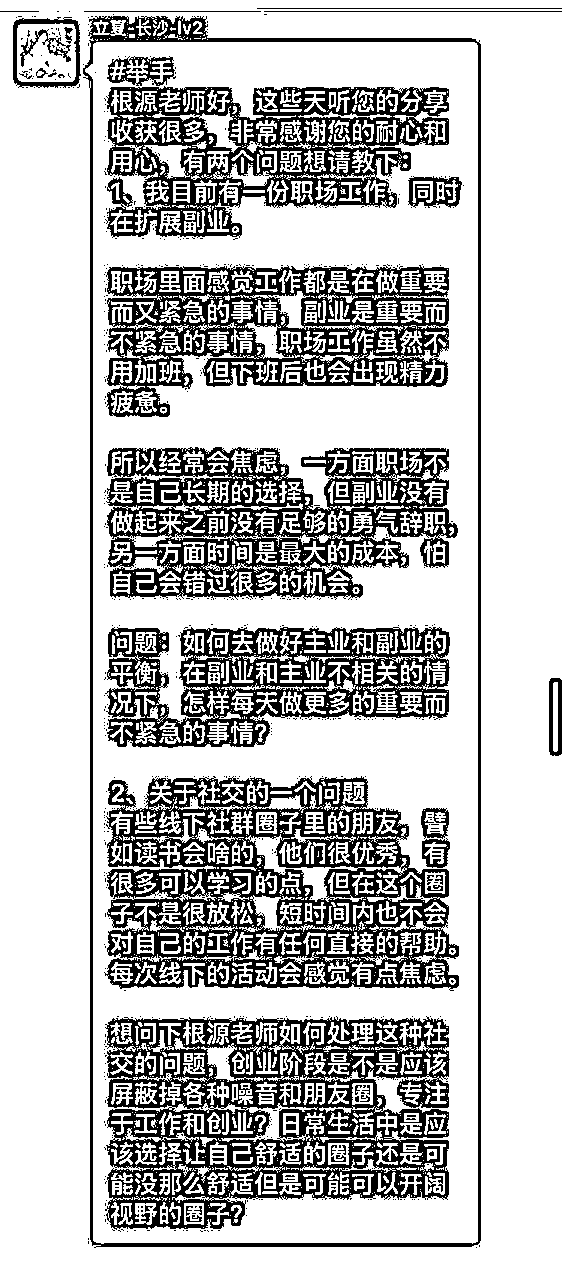 立夏-长沙-lv2
#举手
根源老师好，这些天听您的分享
收获很多，非常感谢您的耐心和
用心，有两个问题想请教下：
1、我目前有一份职场工作，同时
在扩展副业。
职场里面感觉工作都是在做重要
而又紧急的事情，副业是重要而
不紧急的事情，职场工作虽然不
用加班，但下班后也会出现精力
疲惫。
所以经常会焦虑，一方面职场不
是自己长期的选择，但副业没有
做起来之前没有足够的勇气辞职，
另一方面时间是最大的成本，怕
自己会错过很多的机会。
问题：如何去做好主业和副业的
平衡，在副业和主业不相关的情
况下，怎样每天做更多的重要而
不紧急的事情？
2、关于社交的一个问题
有些线下社群圈子里的朋友，譬
如读书会啥的，他们很优秀，有
很多可以学习的点，但在这个圈
子不是很放松，短时间内也不会
对自己的工作有任何直接的帮助。
每次线下的活动会感觉有点焦虑。
想问下根源老师如何处理这种社
交的问题，创业阶段是不是应该
屏蔽掉各种噪音和朋友圈，专注
于工作和创业？日常生活中是应
该选择让自己舒适的圈子还是可
能没那么舒适但是可能可以开阔
视野的圈子？